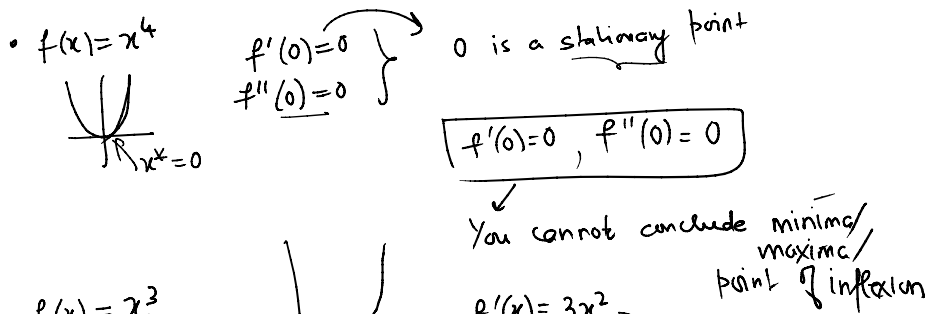 • f(x) = x⁴
f'(0) = 0
f''(0) = 0
0 is a stationary point
x* = 0
f'(0) = 0 , f''(0) = 0
You cannot conclude minima/
maxima/
point of inflexion
f(x) = x³
f'(x) = 3x²